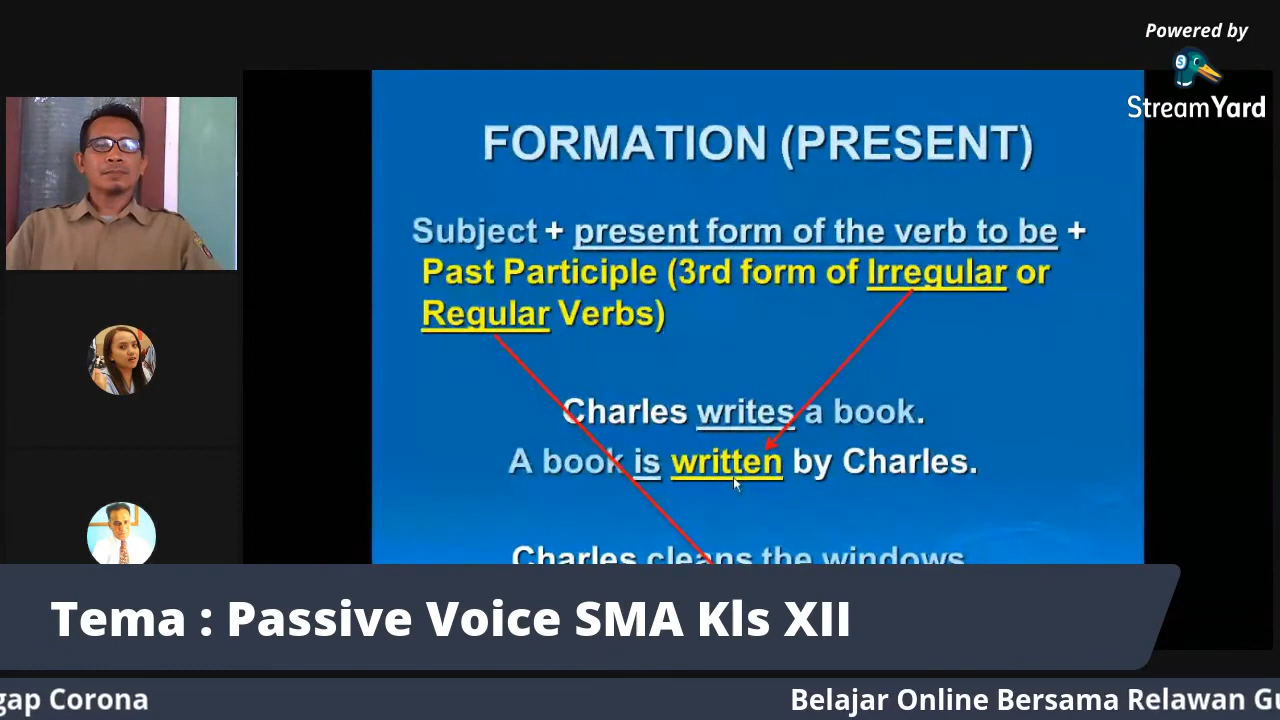 Powered by
StreamYard
FORMATION (PRESENT)
Subject + present form of the verb to be +
Past Participle (3rd form of Irregular or
Regular Verbs)
Charles writes a book.
A book is written by Charles.
Charles cleans the windows
Tema : Passive Voice SMA Kls XII
Corona
Belajar Online Bersama Relawan